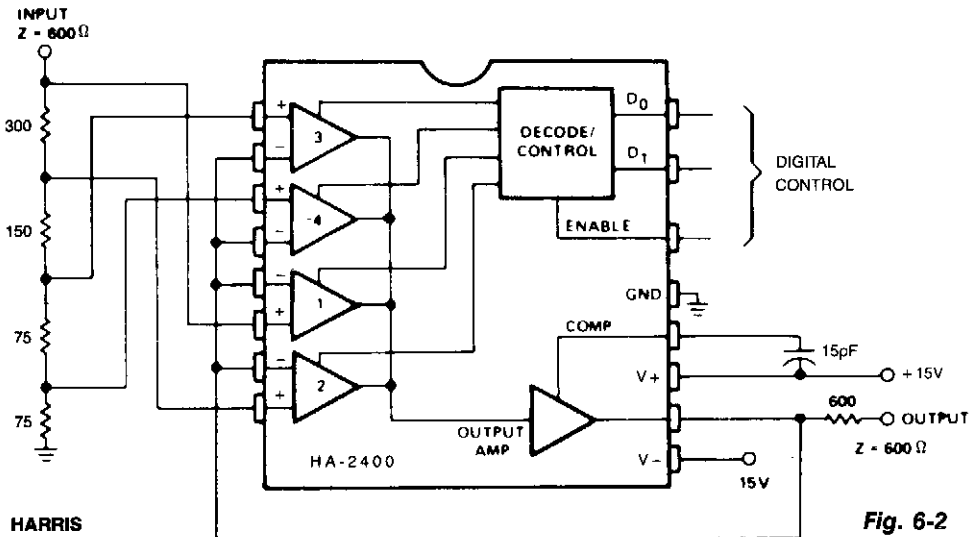 INPUT
Z = 600Ω
300
150
75
75
+
3
−
+
-4
−
−
1
+
−
2
+
DECODE/
CONTROL
D0
D1
ENABLE
DIGITAL
CONTROL
GND
COMP
15pF
V+
+15V
600
OUTPUT
Z = 600Ω
OUTPUT
AMP
V−
15V
HA-2400
HARRIS
Fig. 6-2